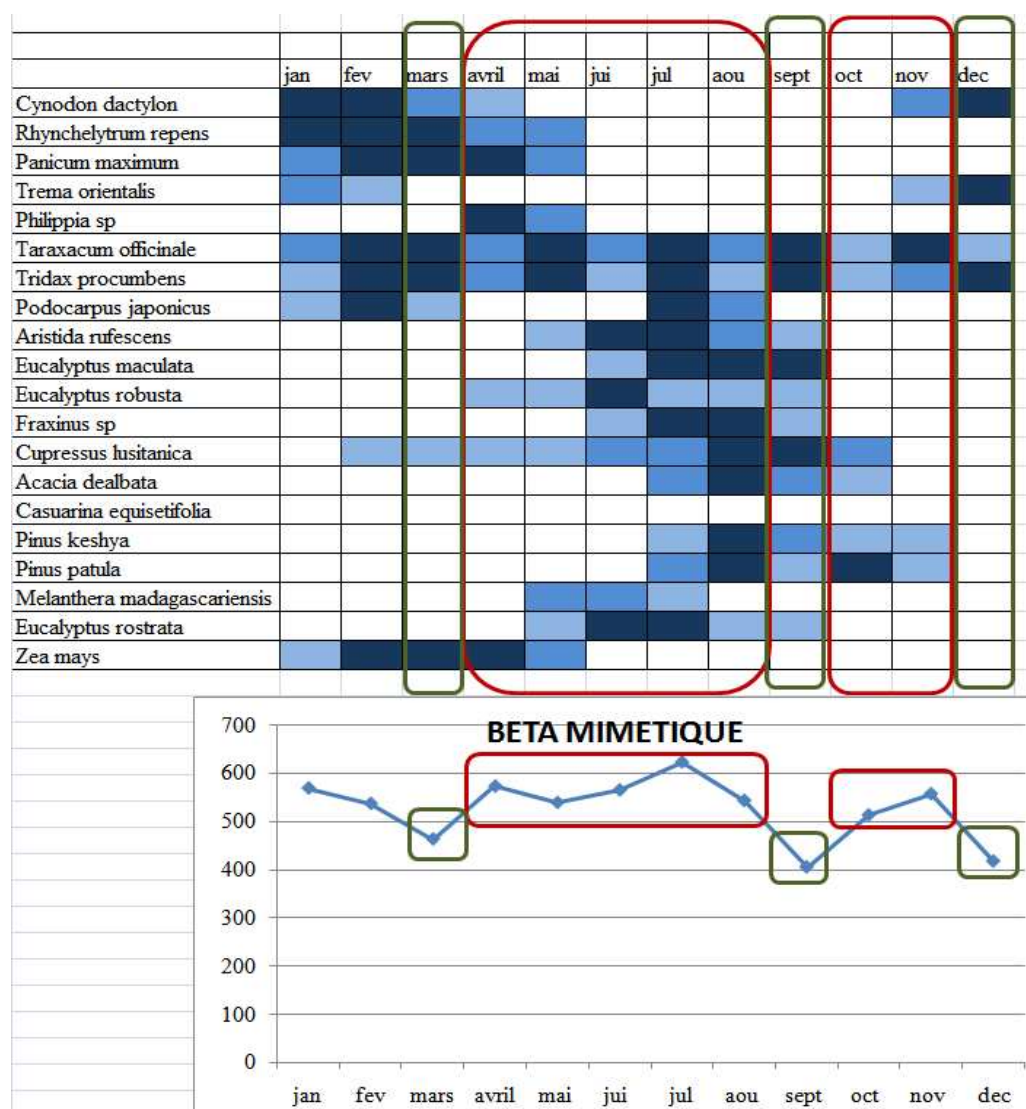 jan fev mars avril mai jui jul aou sept oct nov dec
Cynodon dactylon
Rhynchelytrum repens
Panicum maximum
Trema orientalis
Philippia sp
Taraxacum officinale
Tridax procumbens
Podocarpus japonicus
Aristida rufescens
Eucalyptus maculata
Eucalyptus robusta
Fraxinus sp
Cupressus lusitanica
Acacia dealbata
Casuarina equisetifolia
Pinus keshya
Pinus patula
Melanthera madagascariensis
Eucalyptus rostrata
Zea mays
BETA MIMETIQUE
700
600
500
400
300
200
100
0
jan fev mars avril mai jui jul aou sept oct nov dec